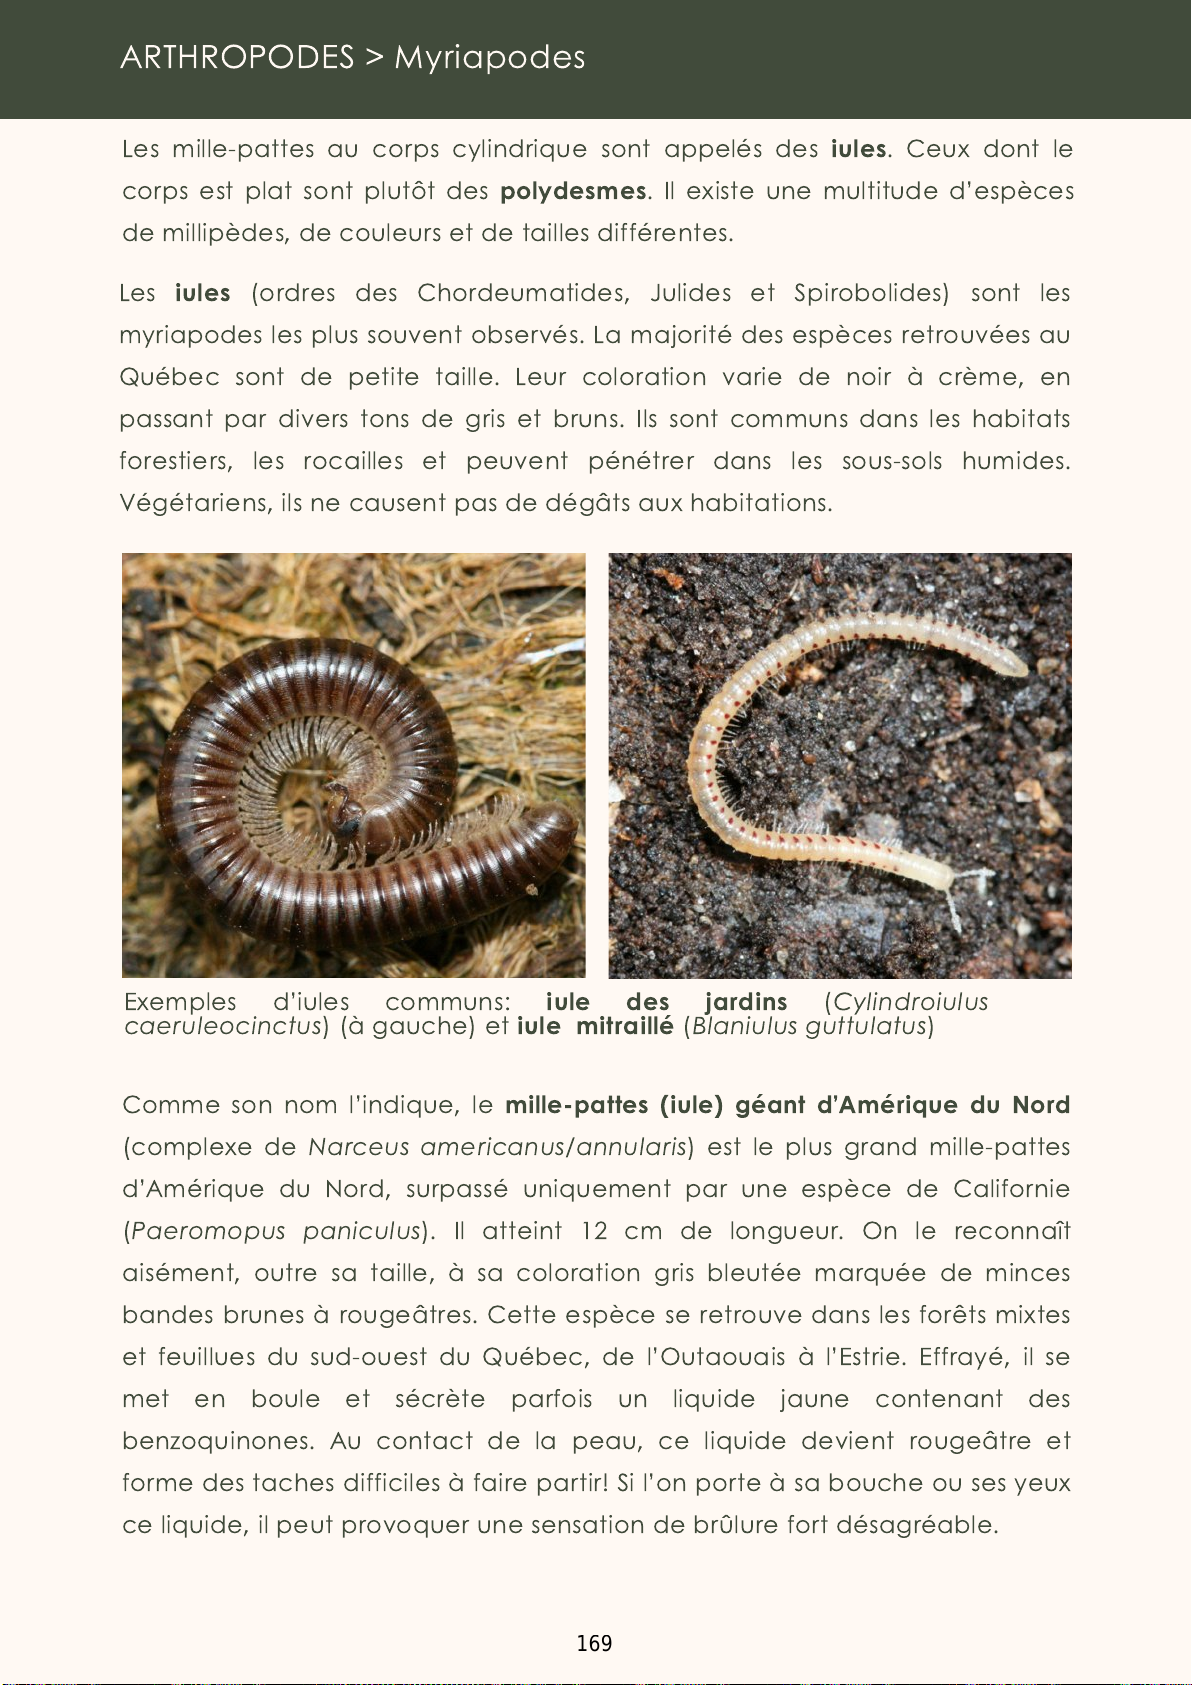 ARTHROPODES > Myriapodes
Les mille-pattes au corps cylindrique sont appelés des iules. Ceux dont le
corps est plat sont plutôt des polydesmes. Il existe une multitude d’espèces
de millipèdes, de couleurs et de tailles différentes.
Les iules (ordres des Chordeumatides, Julides et Spirobolides) sont les
myriapodes les plus souvent observés. La majorité des espèces retrouvées au
Québec sont de petite taille. Leur coloration varie de noir à crème, en
passant par divers tons de gris et bruns. Ils sont communs dans les habitats
forestiers, les rocailles et peuvent pénétrer dans les sous-sols humides.
Végétariens, ils ne causent pas de dégâts aux habitations.
Exemples d’iules communs: iule des jardins (Cylindroiulus
caeruleocinctus) (à gauche) et iule mitraillé (Blaniulus guttulatus)
Comme son nom l’indique, le mille-pattes (iule) géant d’Amérique du Nord
(complexe de Narceus americanus/annularis) est le plus grand mille-pattes
d’Amérique du Nord, surpassé uniquement par une espèce de Californie
(Paeromopus paniculus). Il atteint 12 cm de longueur. On le reconnaît
aisément, outre sa taille, à sa coloration gris bleutée marquée de minces
bandes brunes à rougeâtres. Cette espèce se retrouve dans les forêts mixtes
et feuillues du sud-ouest du Québec, de l’Outaouais à l’Estrie. Effrayé, il se
met en boule et sécrète parfois un liquide jaune contenant des
benzoquinones. Au contact de la peau, ce liquide devient rougeâtre et
forme des taches difficiles à faire partir! Si l’on porte à sa bouche ou ses yeux
ce liquide, il peut provoquer une sensation de brûlure fort désagréable.
169